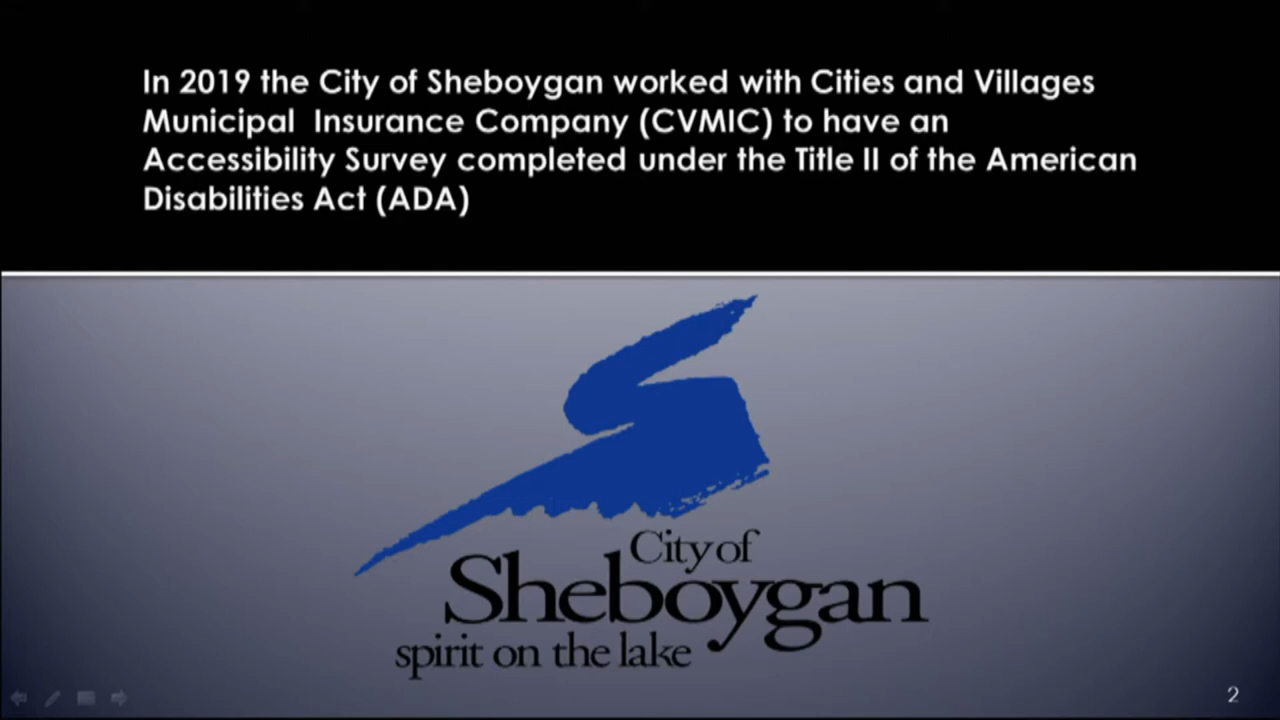 In 2019 the City of Sheboygan worked with Cities and Villages
Municipal Insurance Company (CVMIC) to have an
Accessibility Survey completed under the Title II of the American
Disabilities Act (ADA)
City of
Sheboygan
spirit on the lake
2